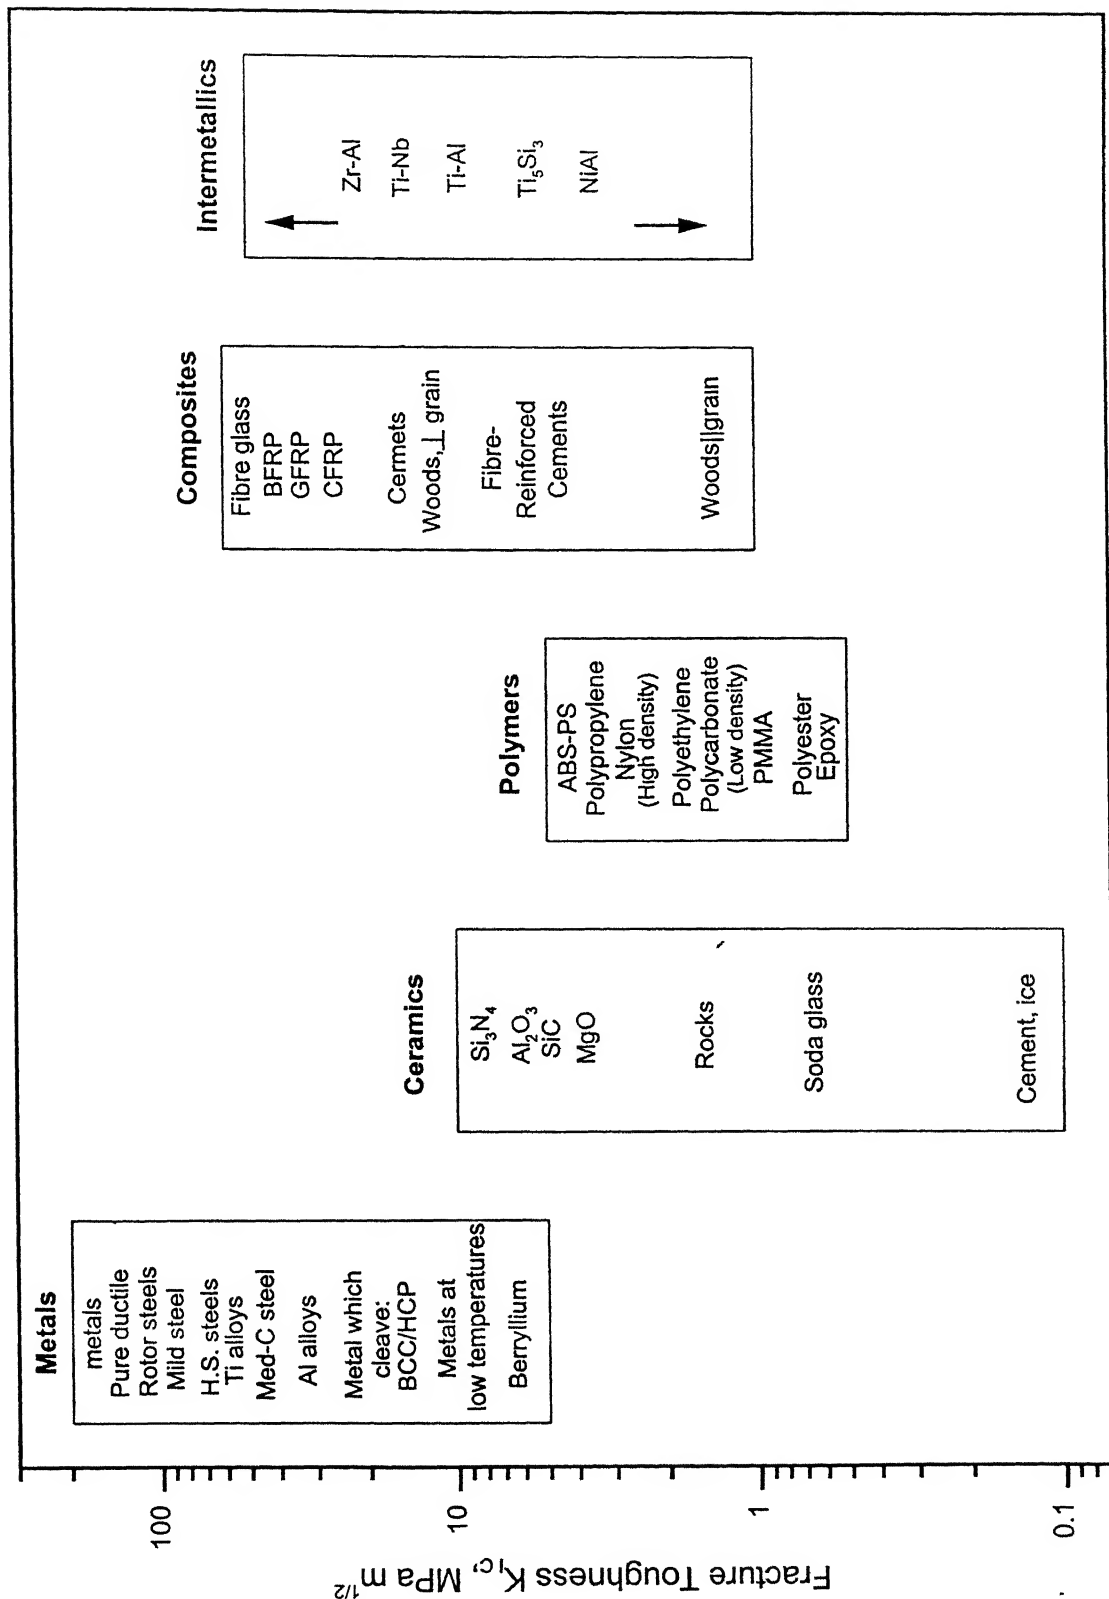 Fracture Toughness K_Ic, MPa m^1/2
100
10
1
0.1
Metals
metals
Pure ductile
Rotor steels
Mild steel
H.S. steels
Ti alloys
Med-C steel
Al alloys
Metal which
cleave:
BCC/HCP
Metals at
low temperatures
Berryllium
Ceramics
Si₃N₄
Al₂O₃
SiC
MgO
Rocks
Soda glass
Cement, ice
Polymers
ABS-PS
Polypropylene
Nylon
(High density)
Polyethylene
Polycarbonate
(Low density)
PMMA
Polyester
Epoxy
Composites
Fibre glass
BFRP
GFRP
CFRP
Cermets
Woods,⊥ grain
Fibre-
Reinforced
Cements
Woods||grain
Intermetallics
Zr-Al
Ti-Nb
Ti-Al
Ti₅Si₃
NiAl